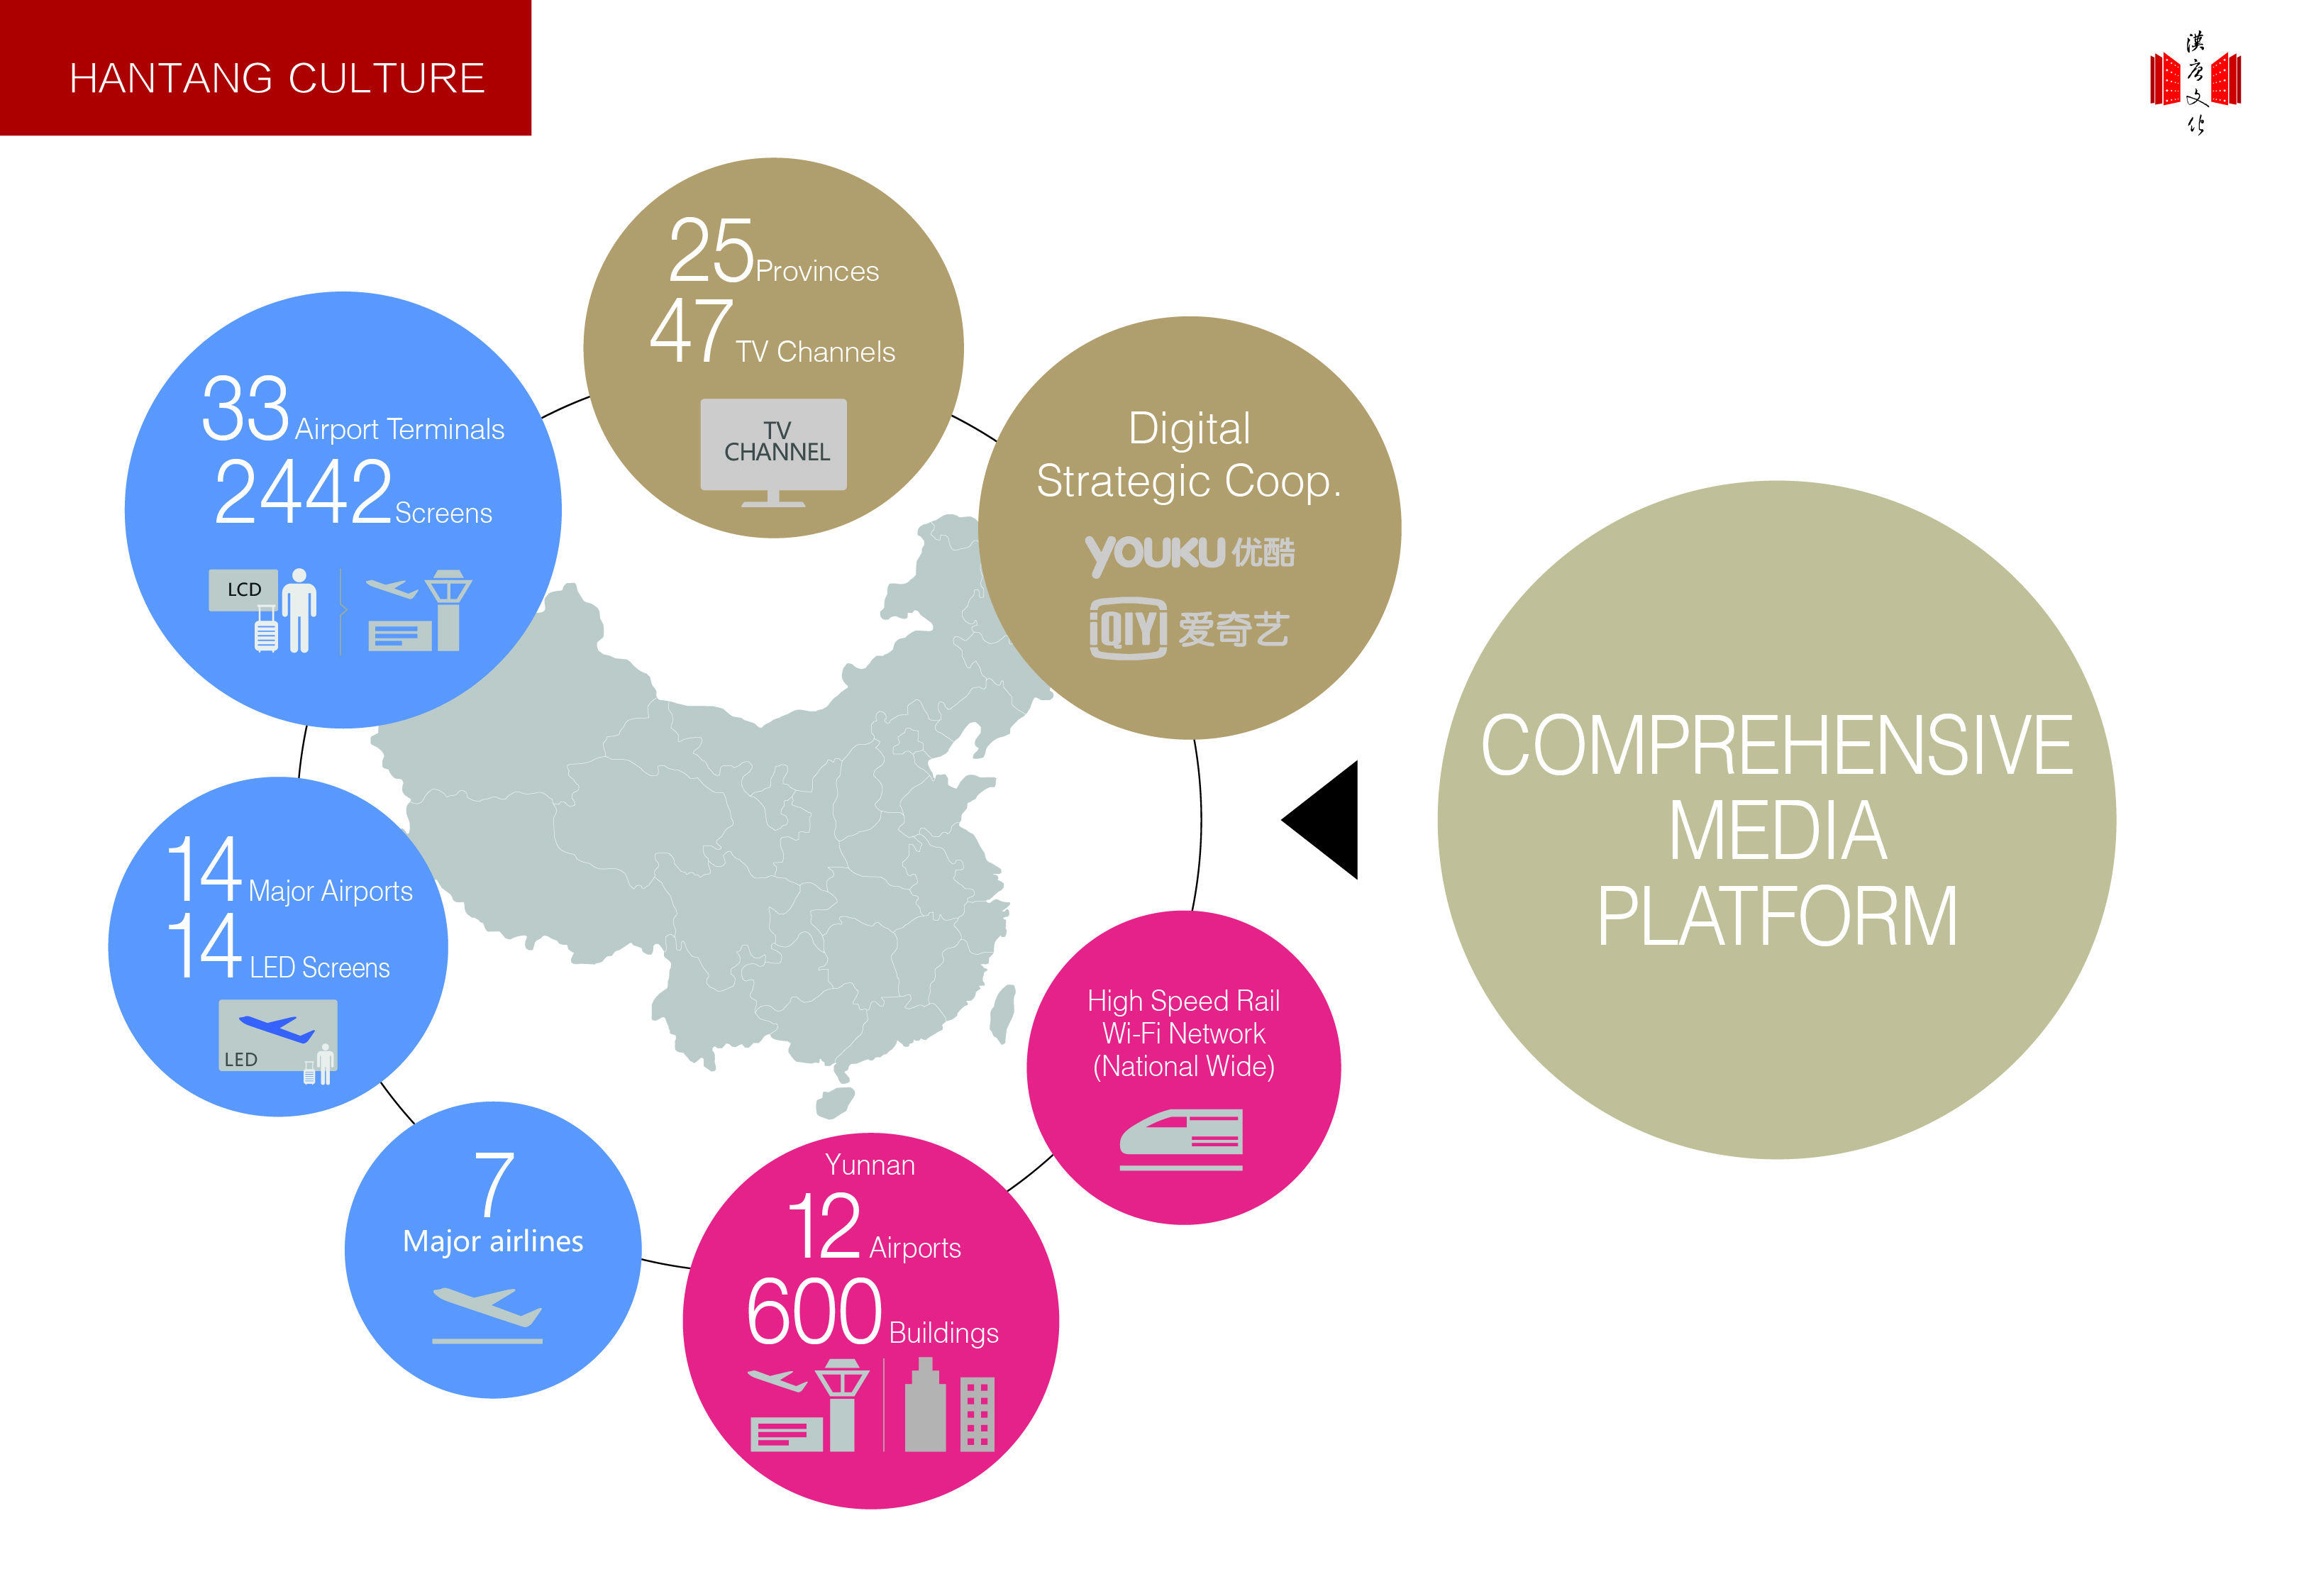 HANTANG CULTURE
漢
唐
文
化
25 Provinces
47 TV Channels
TV
CHANNEL
33 Airport Terminals
2442 Screens
LCD
Digital
Strategic Coop.
YOUKU 优酷
iQIYI 爱奇艺
COMPREHENSIVE
MEDIA
PLATFORM
14 Major Airports
14 LED Screens
LED
High Speed Rail
Wi-Fi Network
(National Wide)
7
Major airlines
Yunnan
12 Airports
600 Buildings